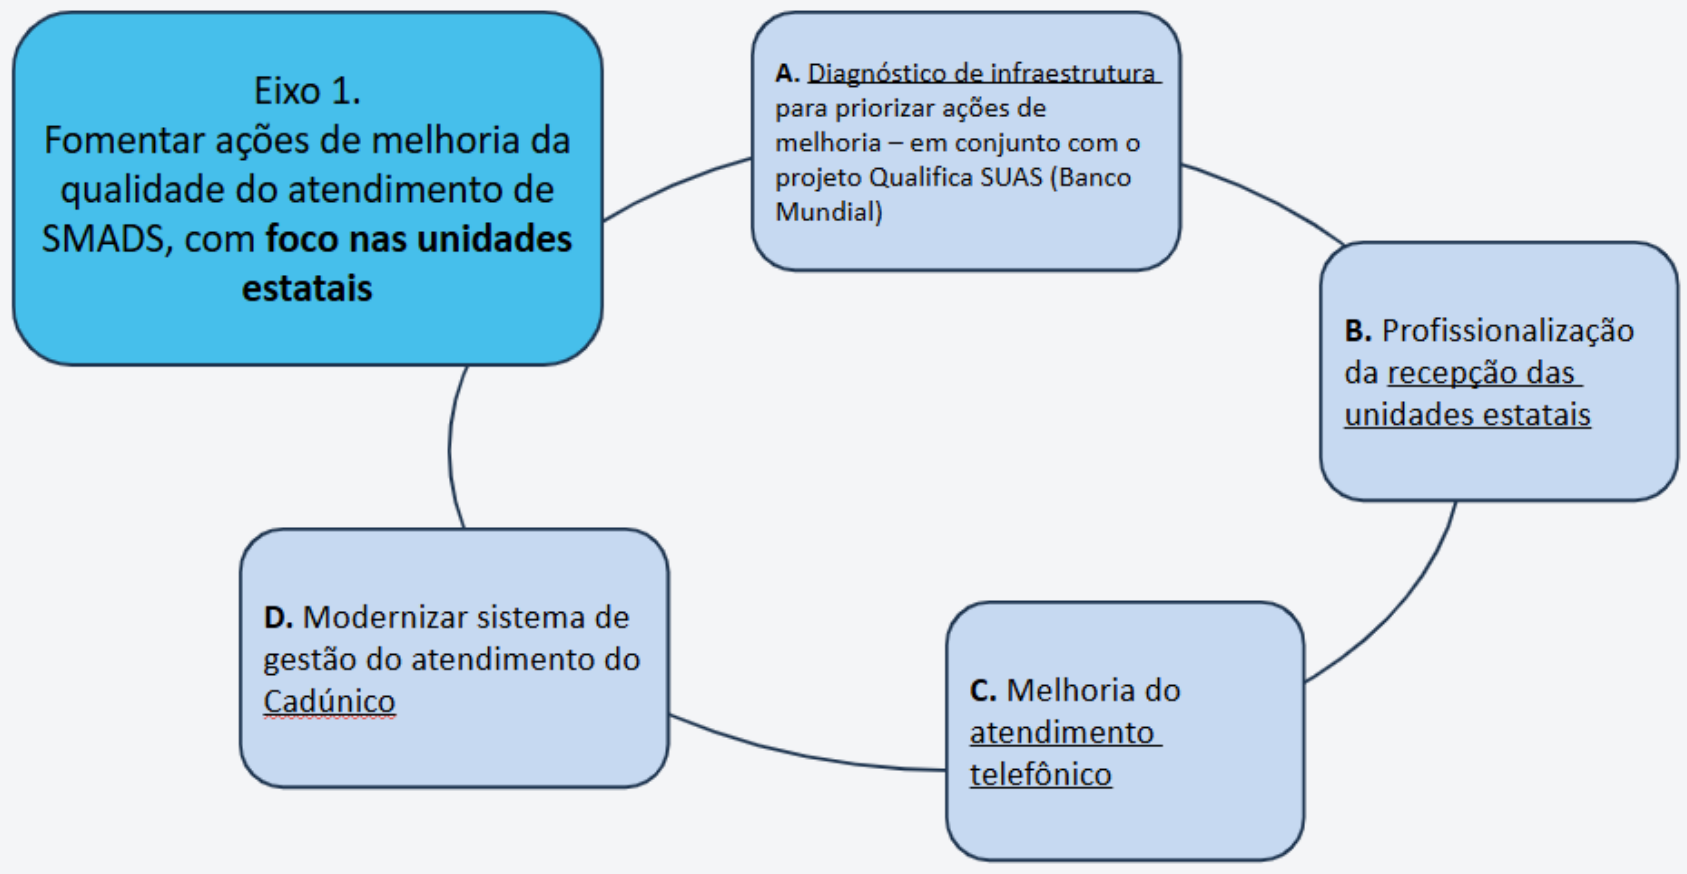 Eixo 1.
Fomentar ações de melhoria da
qualidade do atendimento de
SMADS, com foco nas unidades
estatais
A. Diagnóstico de infraestrutura
para priorizar ações de
melhoria – em conjunto com o
projeto Qualifica SUAS (Banco
Mundial)
B. Profissionalização
da recepção das
unidades estatais
C. Melhoria do
atendimento
telefônico
D. Modernizar sistema de
gestão do atendimento do
Cadúnico